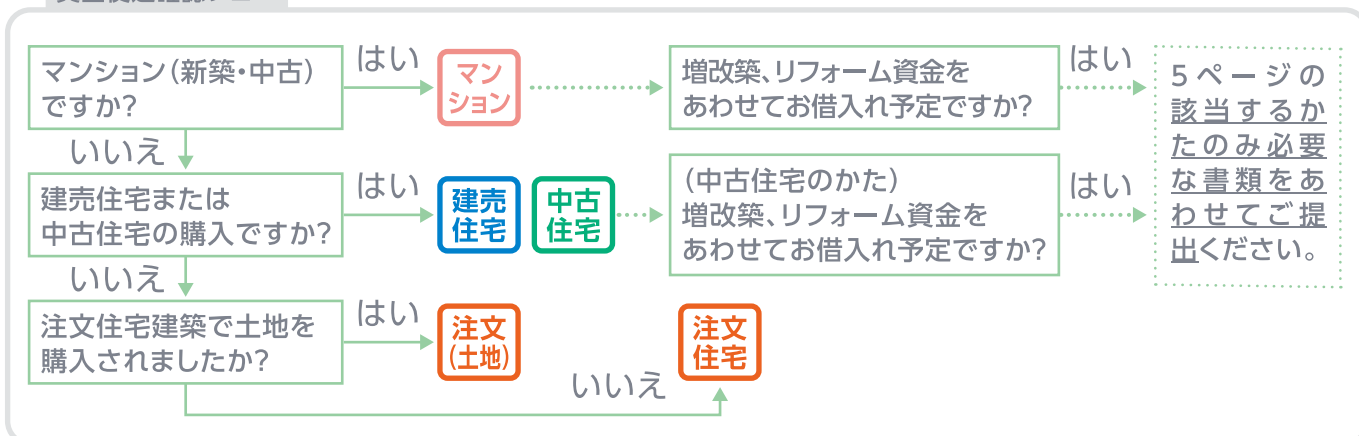 マンション（新築・中古）
ですか？
はい
マン
ション
増改築、リフォーム資金を
あわせてお借入れ予定ですか？
はい
5ページの
該当するか
たのみ必要
な書類をあ
わせてご提
出ください。
いいえ
建売住宅または
中古住宅の購入ですか？
はい
建売
住宅
中古
住宅
（中古住宅のかた）
増改築、リフォーム資金を
あわせてお借入れ予定ですか？
はい
いいえ
注文住宅建築で土地を
購入されましたか？
はい
注文
（土地）
注文
住宅
いいえ